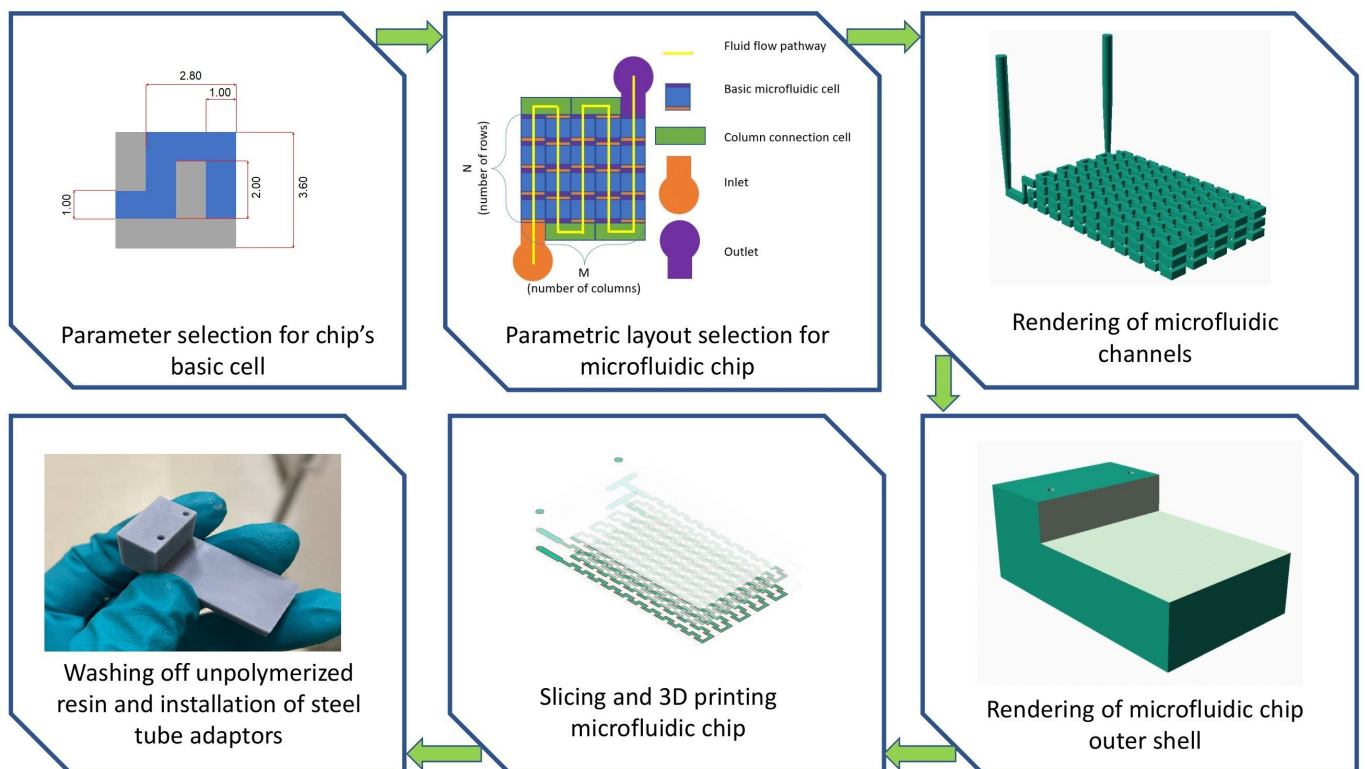 2.80
1.00
1.00
2.00
3.60
Parameter selection for chip's
basic cell
N
(number of rows)
M
(number of columns)
Fluid flow pathway
Basic microfluidic cell
Column connection cell
Inlet
Outlet
Parametric layout selection for
microfluidic chip
Rendering of microfluidic
channels
Washing off unpolymerized
resin and installation of steel
tube adaptors
Slicing and 3D printing
microfluidic chip
Rendering of microfluidic chip
outer shell